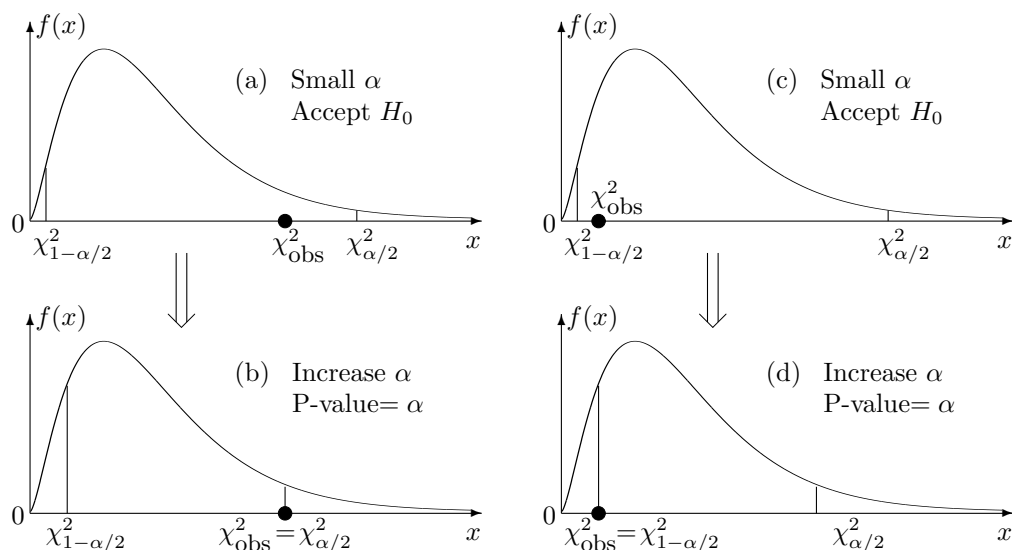 f(x)
(a) Small α
Accept H₀
0
χ²₁₋α/₂
χ²obs
χ²α/₂
x
f(x)
(c) Small α
Accept H₀
χ²obs
0
χ²₁₋α/₂
χ²α/₂
x
f(x)
(b) Increase α
P-value= α
0
χ²₁₋α/₂
χ²obs=χ²α/₂
x
f(x)
(d) Increase α
P-value= α
0
χ²obs=χ²₁₋α/₂
χ²α/₂
x